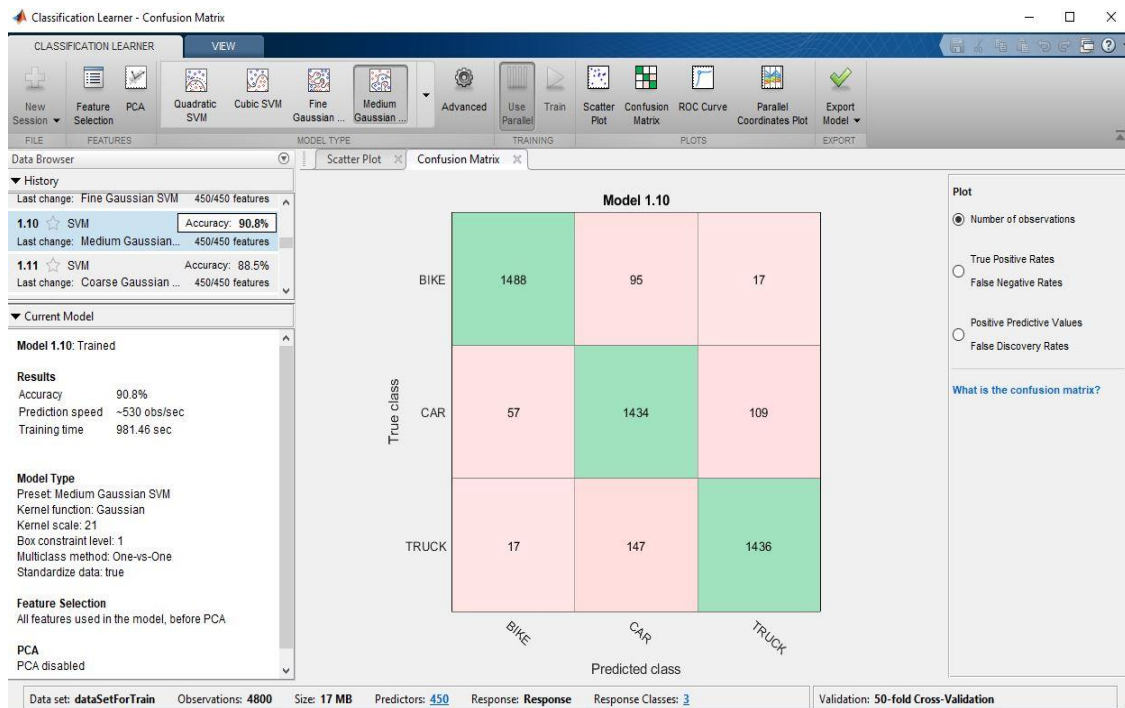 Classification Learner - Confusion Matrix
CLASSIFICATION LEARNER VIEW
New Session
Feature Selection
PCA
Quadratic SVM
Cubic SVM
Fine Gaussian ...
Medium Gaussian ...
Advanced
Use Parallel
Train
Scatter Plot
Confusion Matrix
ROC Curve
Parallel Coordinates Plot
Export Model
FILE FEATURES MODEL TYPE TRAINING PLOTS EXPORT
Data Browser
Scatter Plot Confusion Matrix
History
Last change: Fine Gaussian SVM 450/450 features
1.10 SVM Accuracy: 90.8%
Last change: Medium Gaussian... 450/450 features
1.11 SVM Accuracy: 88.5%
Last change: Coarse Gaussian ... 450/450 features
Current Model
Model 1.10: Trained
Results
Accuracy 90.8%
Prediction speed ~530 obs/sec
Training time 981.46 sec
Model Type
Preset: Medium Gaussian SVM
Kernel function: Gaussian
Kernel scale: 21
Box constraint level: 1
Multiclass method: One-vs-One
Standardize data: true
Feature Selection
All features used in the model, before PCA
PCA
PCA disabled
Model 1.10
True class
BIKE 1488 95 17
CAR 57 1434 109
TRUCK 17 147 1436
BIKE CAR TRUCK
Predicted class
Plot
Number of observations
True Positive Rates
False Negative Rates
Positive Predictive Values
False Discovery Rates
What is the confusion matrix?
Data set: dataSetForTrain Observations: 4800 Size: 17 MB Predictors: 450 Response: Response Response Classes: 3 Validation: 50-fold Cross-Validation